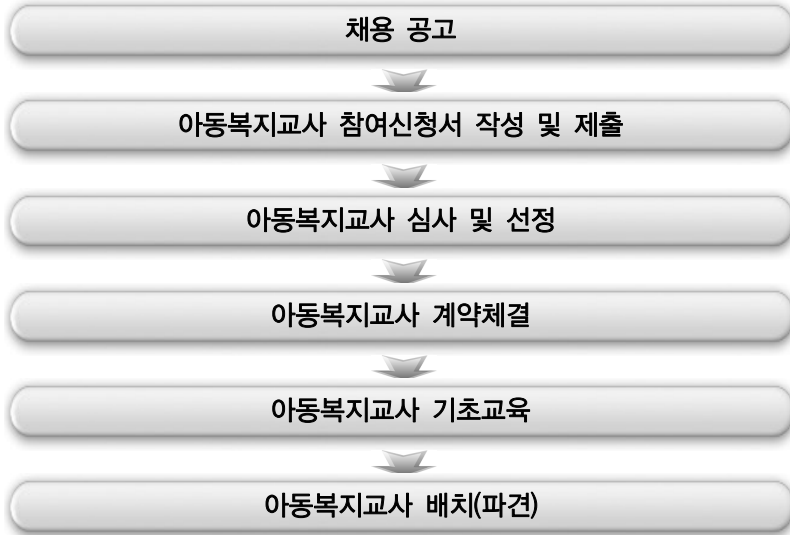 채용 공고
아동복지교사 참여신청서 작성 및 제출
아동복지교사 심사 및 선정
아동복지교사 계약체결
아동복지교사 기초교육
아동복지교사 배치(파견)